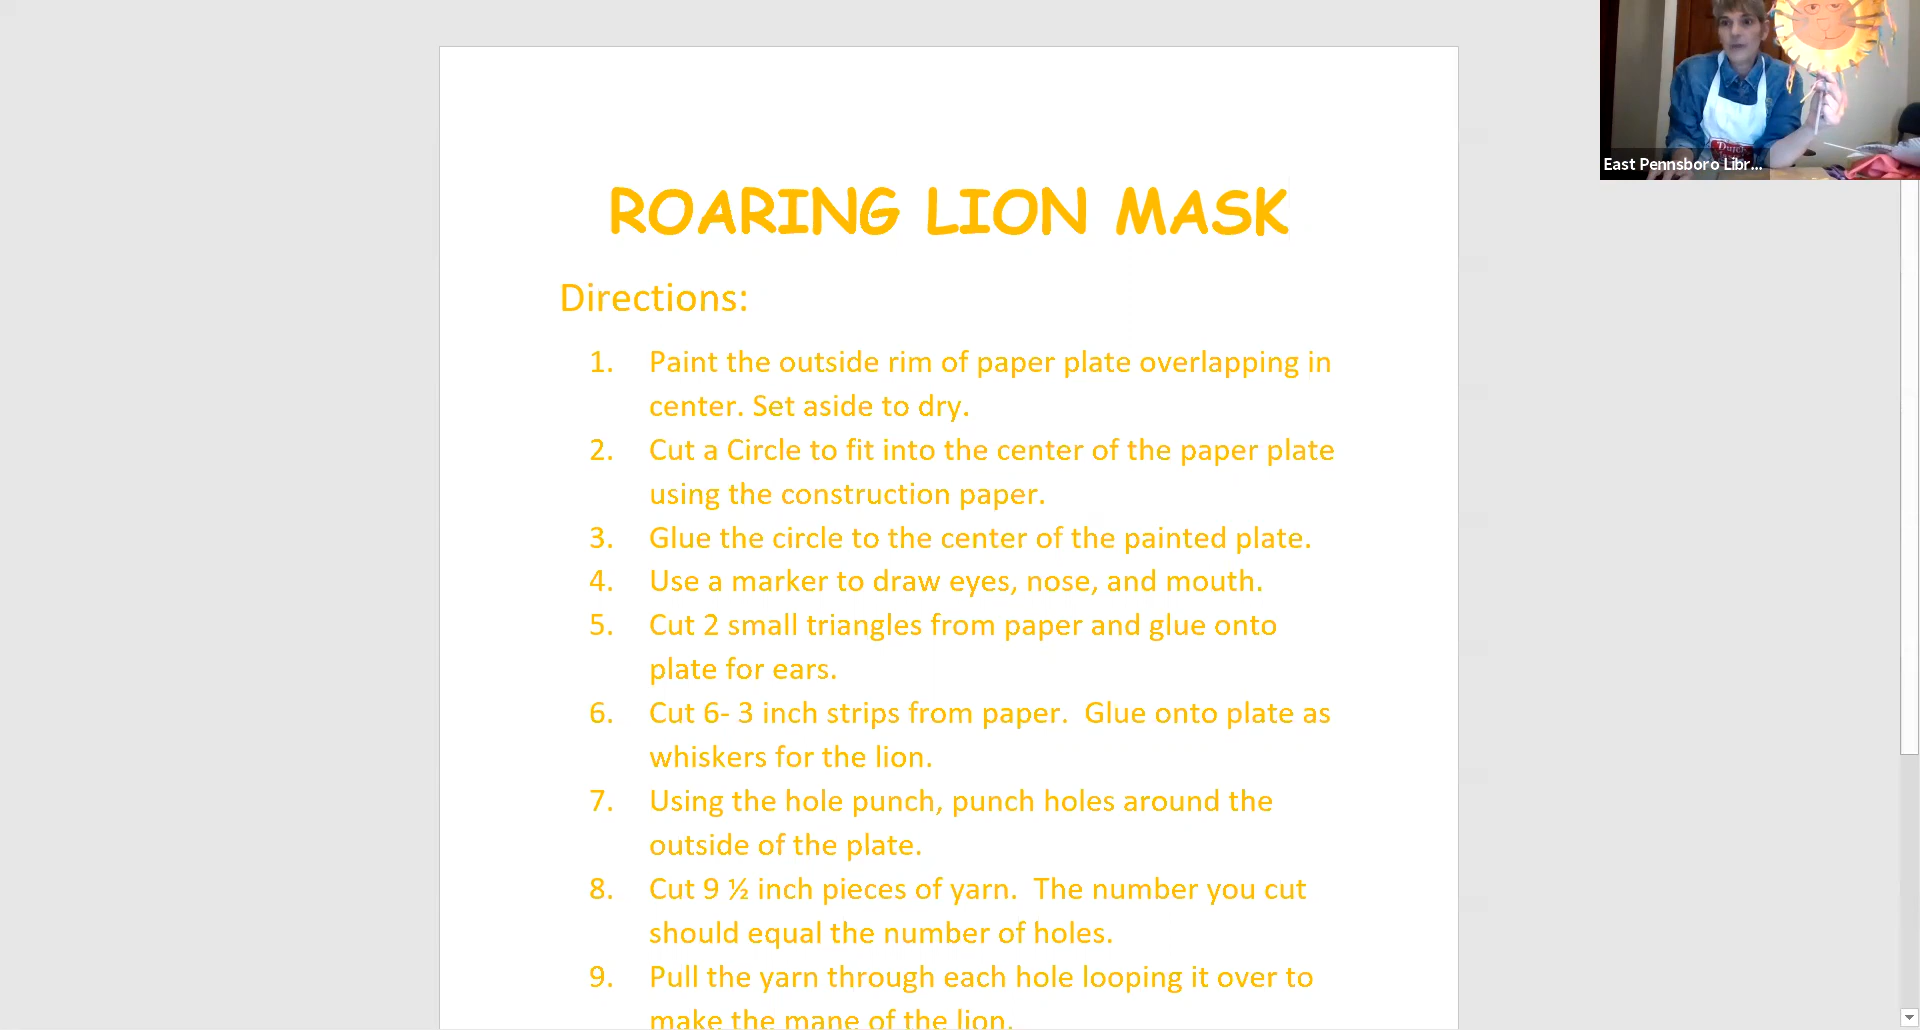 East Pennsboro Libr...
ROARING LION MASK
Directions:
1. Paint the outside rim of paper plate overlapping in
center. Set aside to dry.
2. Cut a Circle to fit into the center of the paper plate
using the construction paper.
3. Glue the circle to the center of the painted plate.
4. Use a marker to draw eyes, nose, and mouth.
5. Cut 2 small triangles from paper and glue onto
plate for ears.
6. Cut 6- 3 inch strips from paper.  Glue onto plate as
whiskers for the lion.
7. Using the hole punch, punch holes around the
outside of the plate.
8. Cut 9 ½ inch pieces of yarn.  The number you cut
should equal the number of holes.
9. Pull the yarn through each hole looping it over to
make the mane of the lion.